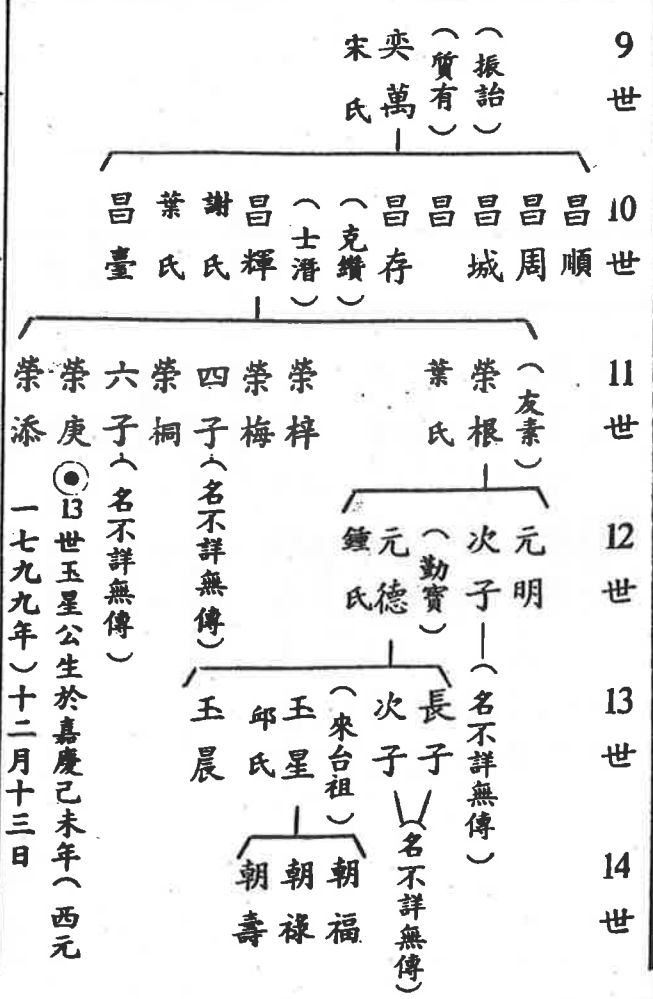 9世
(振詒)
(質有)
奕萬
宋氏
10世
昌順
昌周
昌城
昌
昌存
(克鑽)
(士潛)
昌輝
謝氏
葉氏
昌臺
11世
(友素)
榮根
葉氏
榮梓
榮梅
四子(名不詳無傳)
榮桐
六子(名不詳無傳)
榮庚
榮添
12世
元明
次子(名不詳無傳)
(勤寶)
元德
鍾氏
13世
長子
次子
(名不詳無傳)
(來台祖)
玉星
邱氏
玉晨
14世
朝福
朝祿
朝壽
13世玉星公生於嘉慶己未年(西元
一七九九年)十二月十三日